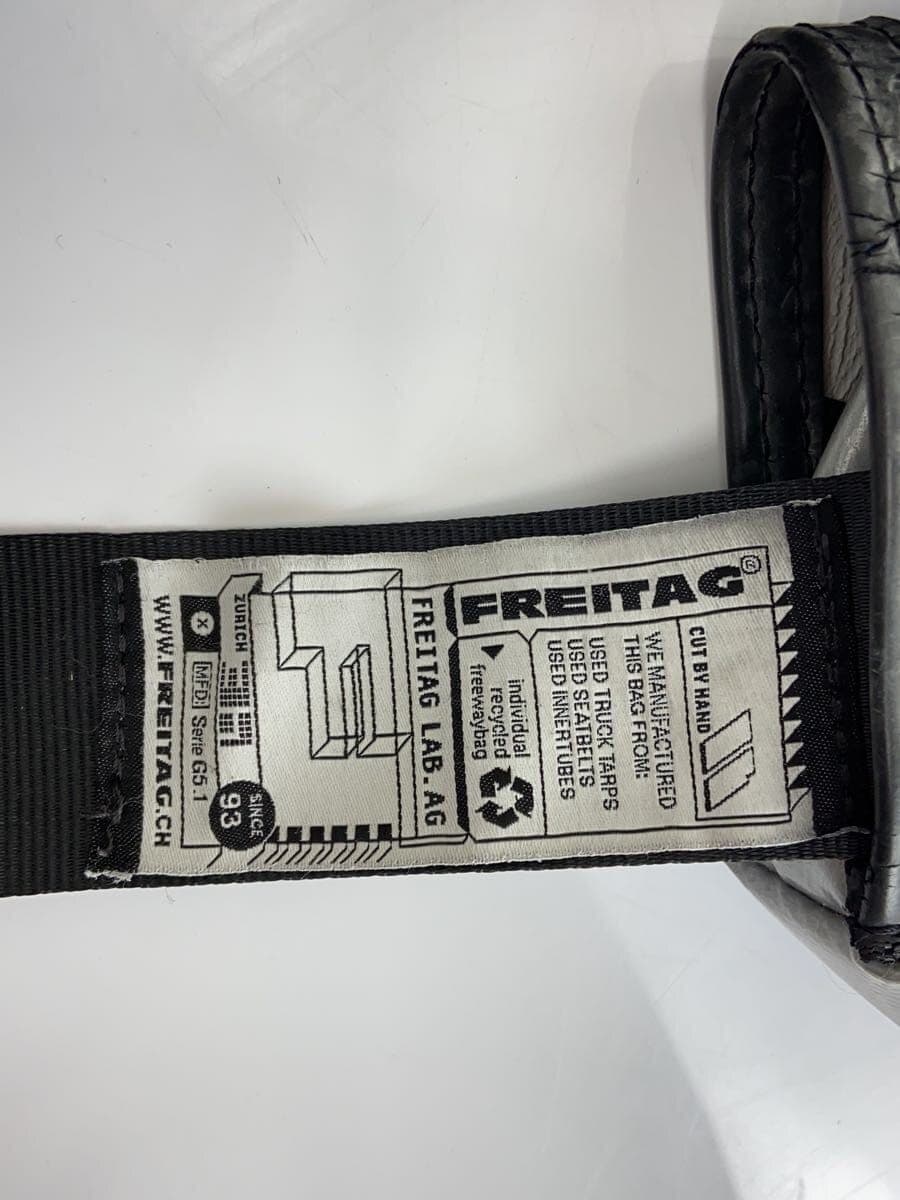 CUT BY HAND
WE MANUFACTURED
THIS BAG FROM:
USED TRUCK TARPS
USED SEATBELTS
USED INNERTUBES
FREITAG®
individual
recycled
freewaybag
FREITAG LAB.AG
ZURICH
SINCE
93
X
MFD: Serie G5.1
WWW.FREITAG.CH